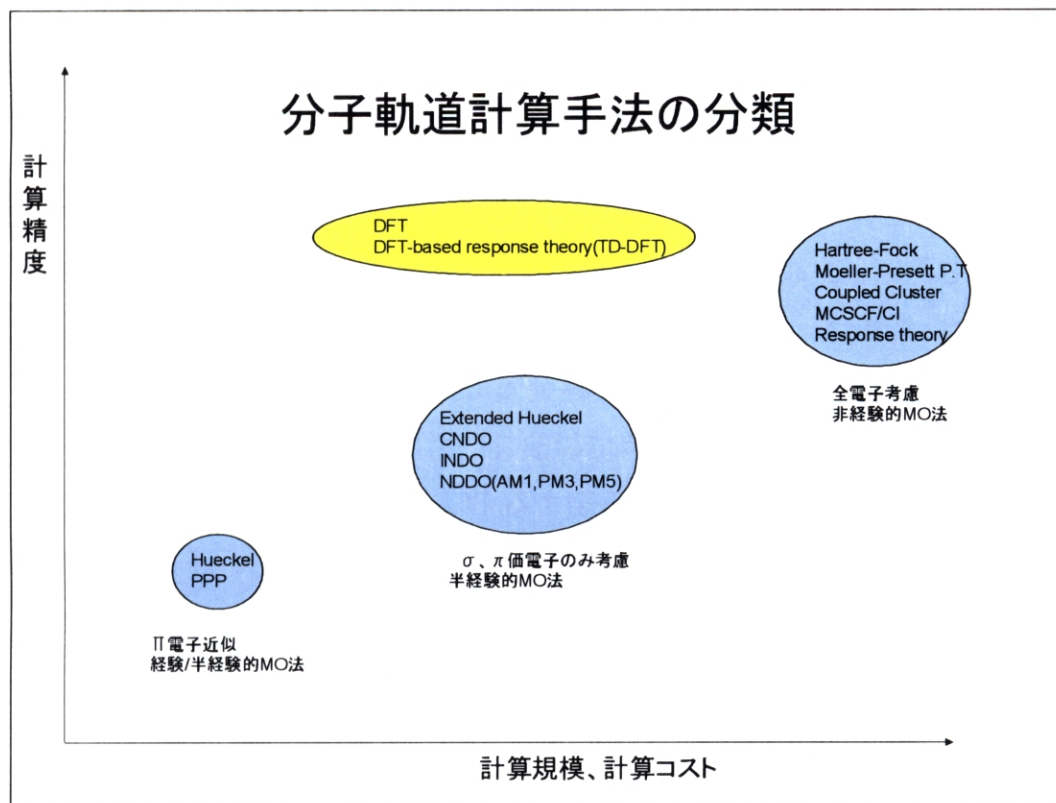 分子軌道計算手法の分類
計算精度
DFT
DFT-based response theory(TD-DFT)
Hartree-Fock
Moeller-Presett P.T
Coupled Cluster
MCSCF/CI
Response theory
全電子考慮
非経験的MO法
Extended Hueckel
CNDO
INDO
NDDO(AM1,PM3,PM5)
σ、π価電子のみ考慮
半経験的MO法
Hueckel
PPP
Π電子近似
経験/半経験的MO法
計算規模、計算コスト